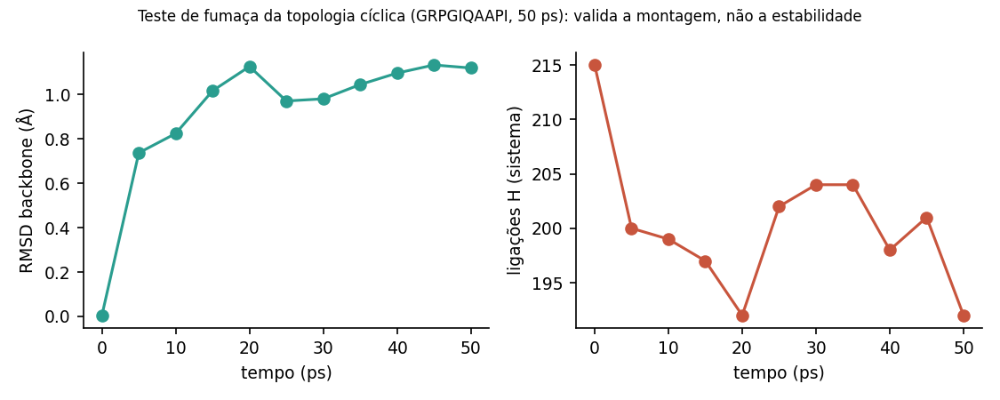 Teste de fumaça da topologia cíclica (GRPGIQAAPI, 50 ps): valida a montagem, não a estabilidade
RMSD backbone (Å)
1.0
0.8
0.6
0.4
0.2
0.0
0 10 20 30 40 50
tempo (ps)
ligações H (sistema)
215
210
205
200
195
0 10 20 30 40 50
tempo (ps)